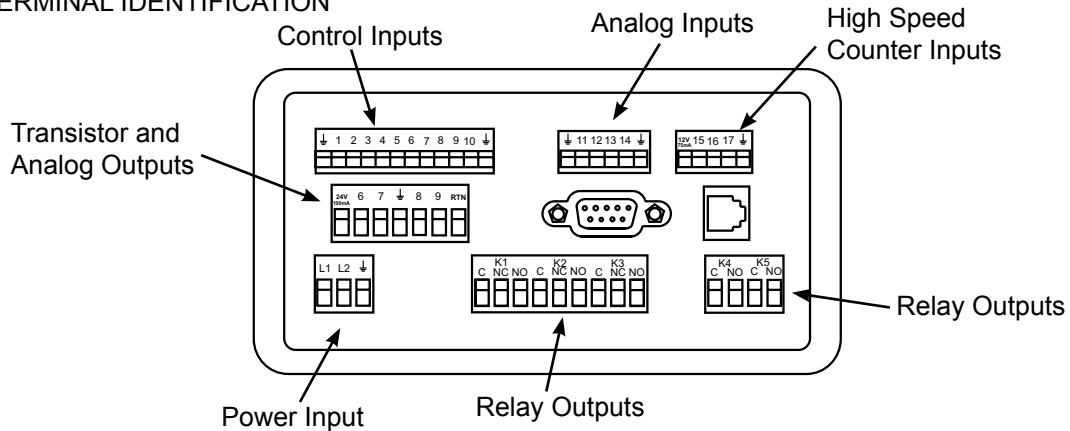 ERMINAL IDENTIFICATION
Control Inputs
Analog Inputs
High Speed
Counter Inputs
Transistor and
Analog Outputs
⏚ 1 2 3 4 5 6 7 8 9 10 ⏚
⏚ 11 12 13 14 ⏚
12V 75mA 15 16 17 ⏚
24V 100mA 6 7 ⏚ 8 9 RTN
L1 L2 ⏚
K1 K2 K3
C NC NO C NC NO C NC NO
K4 K5
C NO C NO
Relay Outputs
Relay Outputs
Power Input